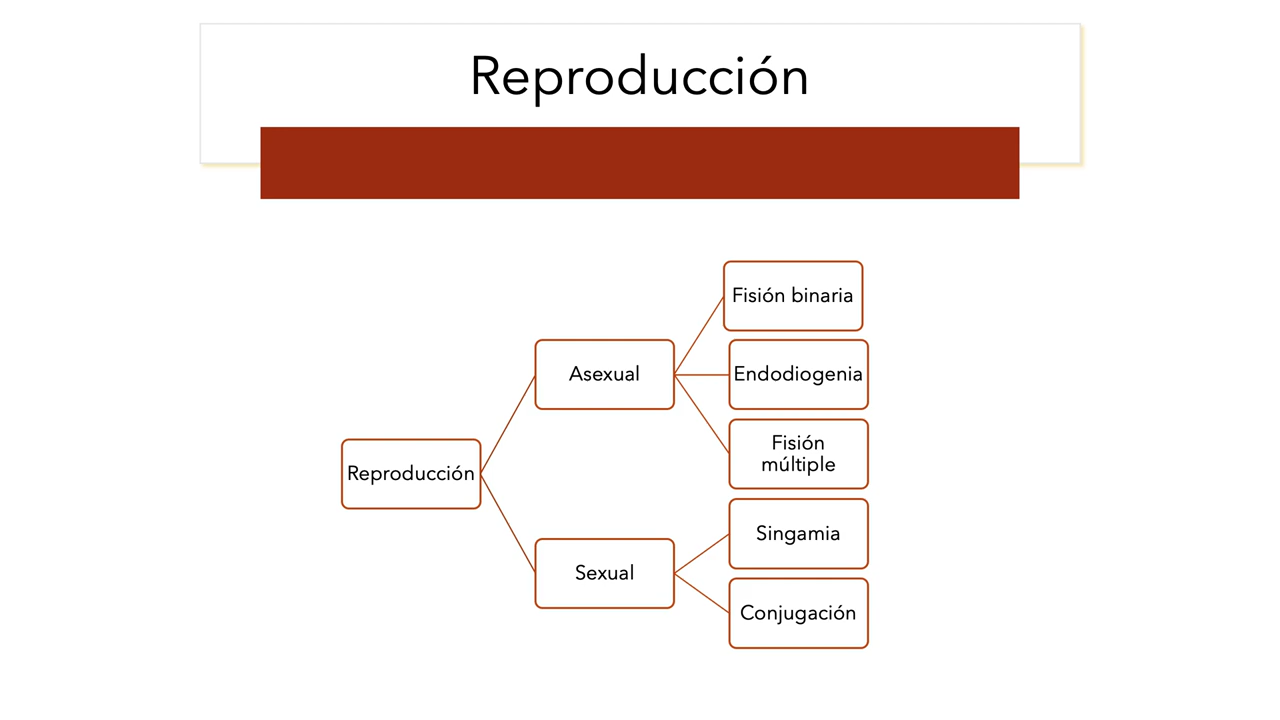 Reproducción
Fisión binaria
Asexual
Endodiogenia
Fisión
múltiple
Reproducción
Singamia
Sexual
Conjugación